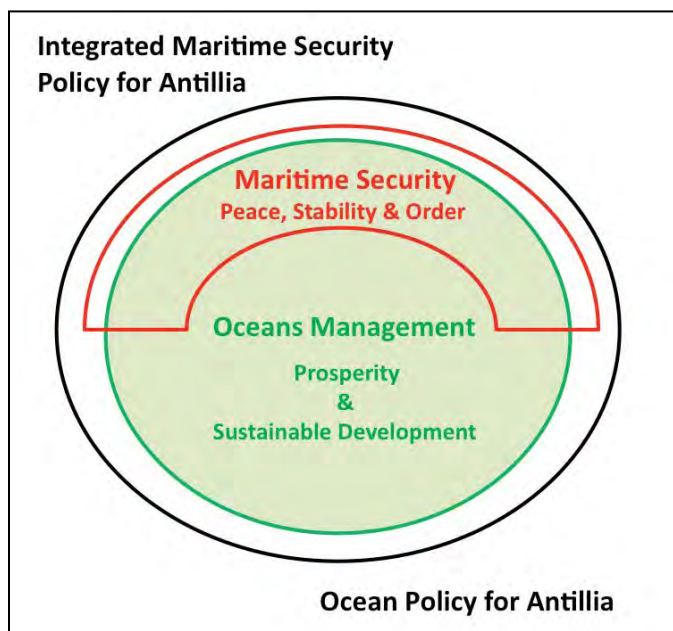 Integrated Maritime Security
Policy for Antillia
Maritime Security
Peace, Stability & Order
Oceans Management
Prosperity
&
Sustainable Development
Ocean Policy for Antillia